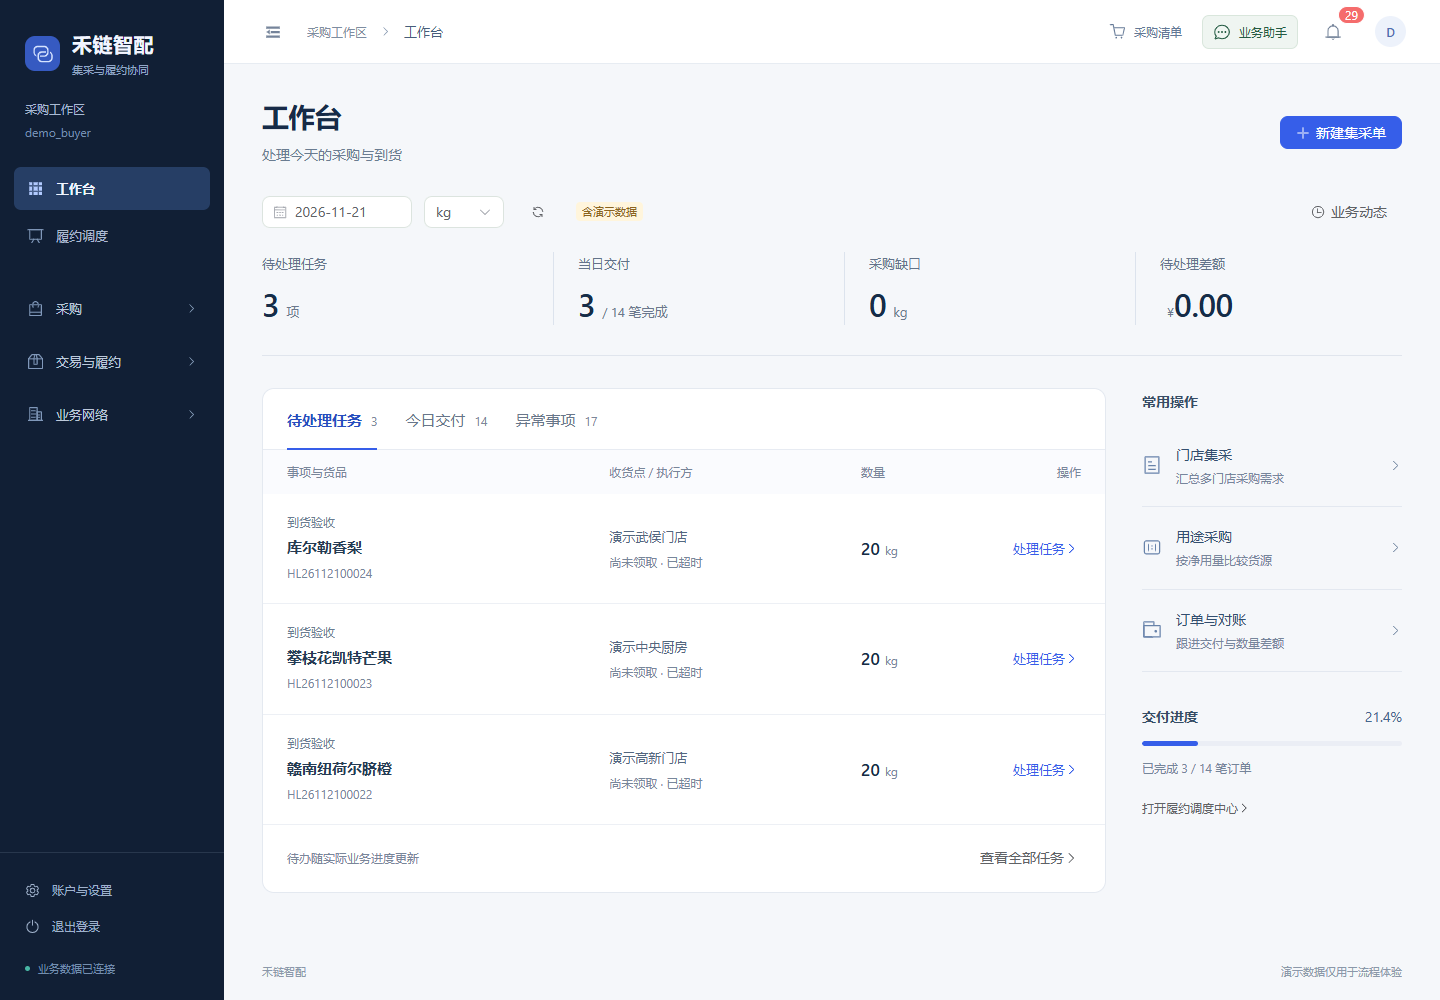 禾链智配
集采与履约协同
采购工作区
demo_buyer
工作台
履约调度
采购
交易与履约
业务网络
账户与设置
退出登录
业务数据已连接
采购工作区 > 工作台
采购清单
业务助手
29
D
工作台
处理今天的采购与到货
新建集采单
2026-11-21
kg
含演示数据
业务动态
待处理任务
3 项
当日交付
3 / 14 笔完成
采购缺口
0 kg
待处理差额
¥0.00
待处理任务 3
今日交付 14
异常事项 17
事项与货品
收货点 / 执行方
数量
操作
到货验收
库尔勒香梨
HL26112100024
演示武侯门店
尚未领取 · 已超时
20 kg
处理任务
到货验收
攀枝花凯特芒果
HL26112100023
演示中央厨房
尚未领取 · 已超时
20 kg
处理任务
到货验收
赣南纽荷尔脐橙
HL26112100022
演示高新门店
尚未领取 · 已超时
20 kg
处理任务
待办随实际业务进度更新
查看全部任务
常用操作
门店集采
汇总多门店采购需求
用途采购
按净用量比较货源
订单与对账
跟进交付与数量差额
交付进度
21.4%
已完成 3 / 14 笔订单
打开履约调度中心
禾链智配
演示数据仅用于流程体验